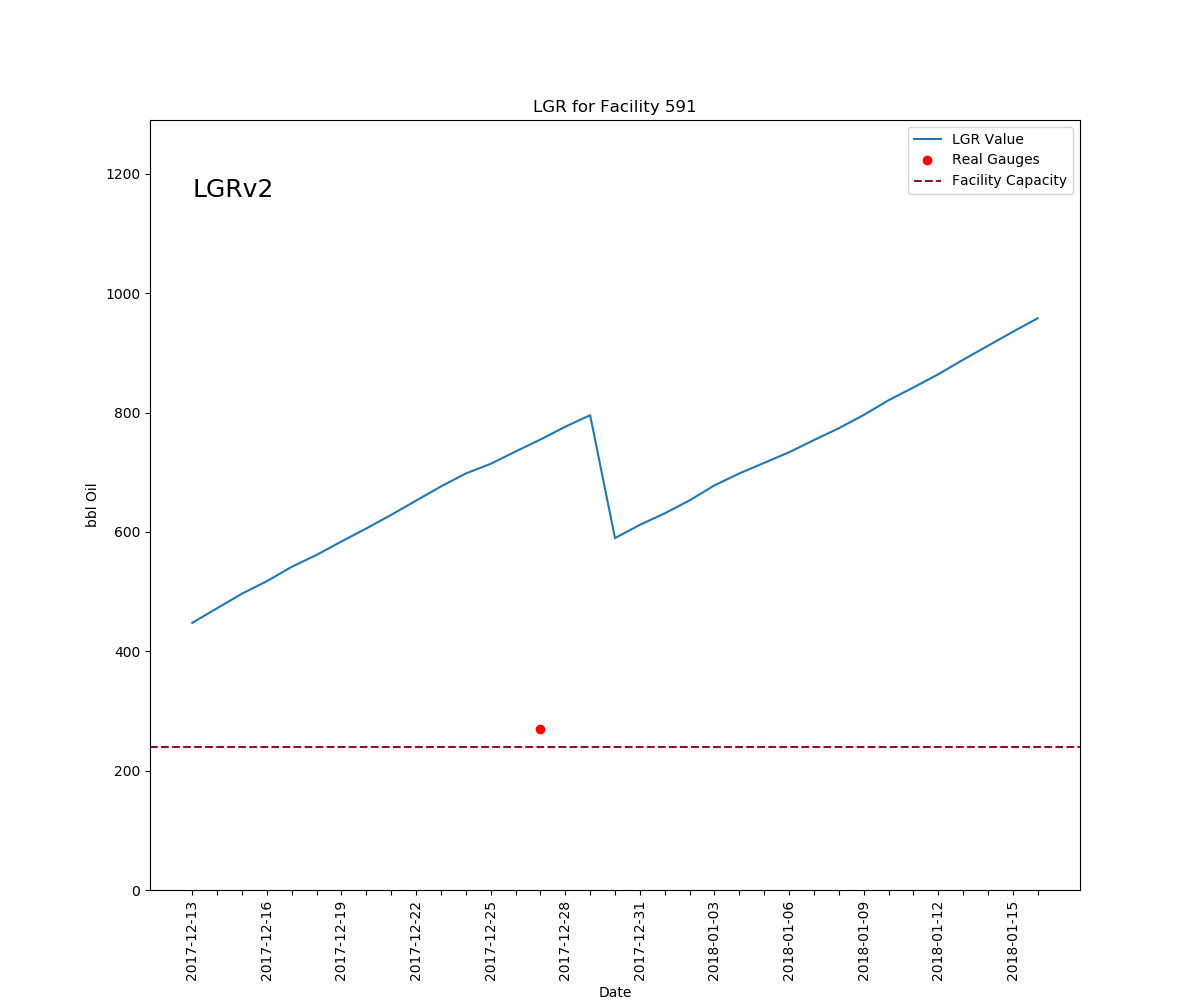 LGR for Facility 591
LGRv2
LGR Value
Real Gauges
Facility Capacity
1200
1000
800
600
400
200
0
bbl Oil
2017-12-13
2017-12-16
2017-12-19
2017-12-22
2017-12-25
2017-12-28
2017-12-31
2018-01-03
2018-01-06
2018-01-09
2018-01-12
2018-01-15
Date